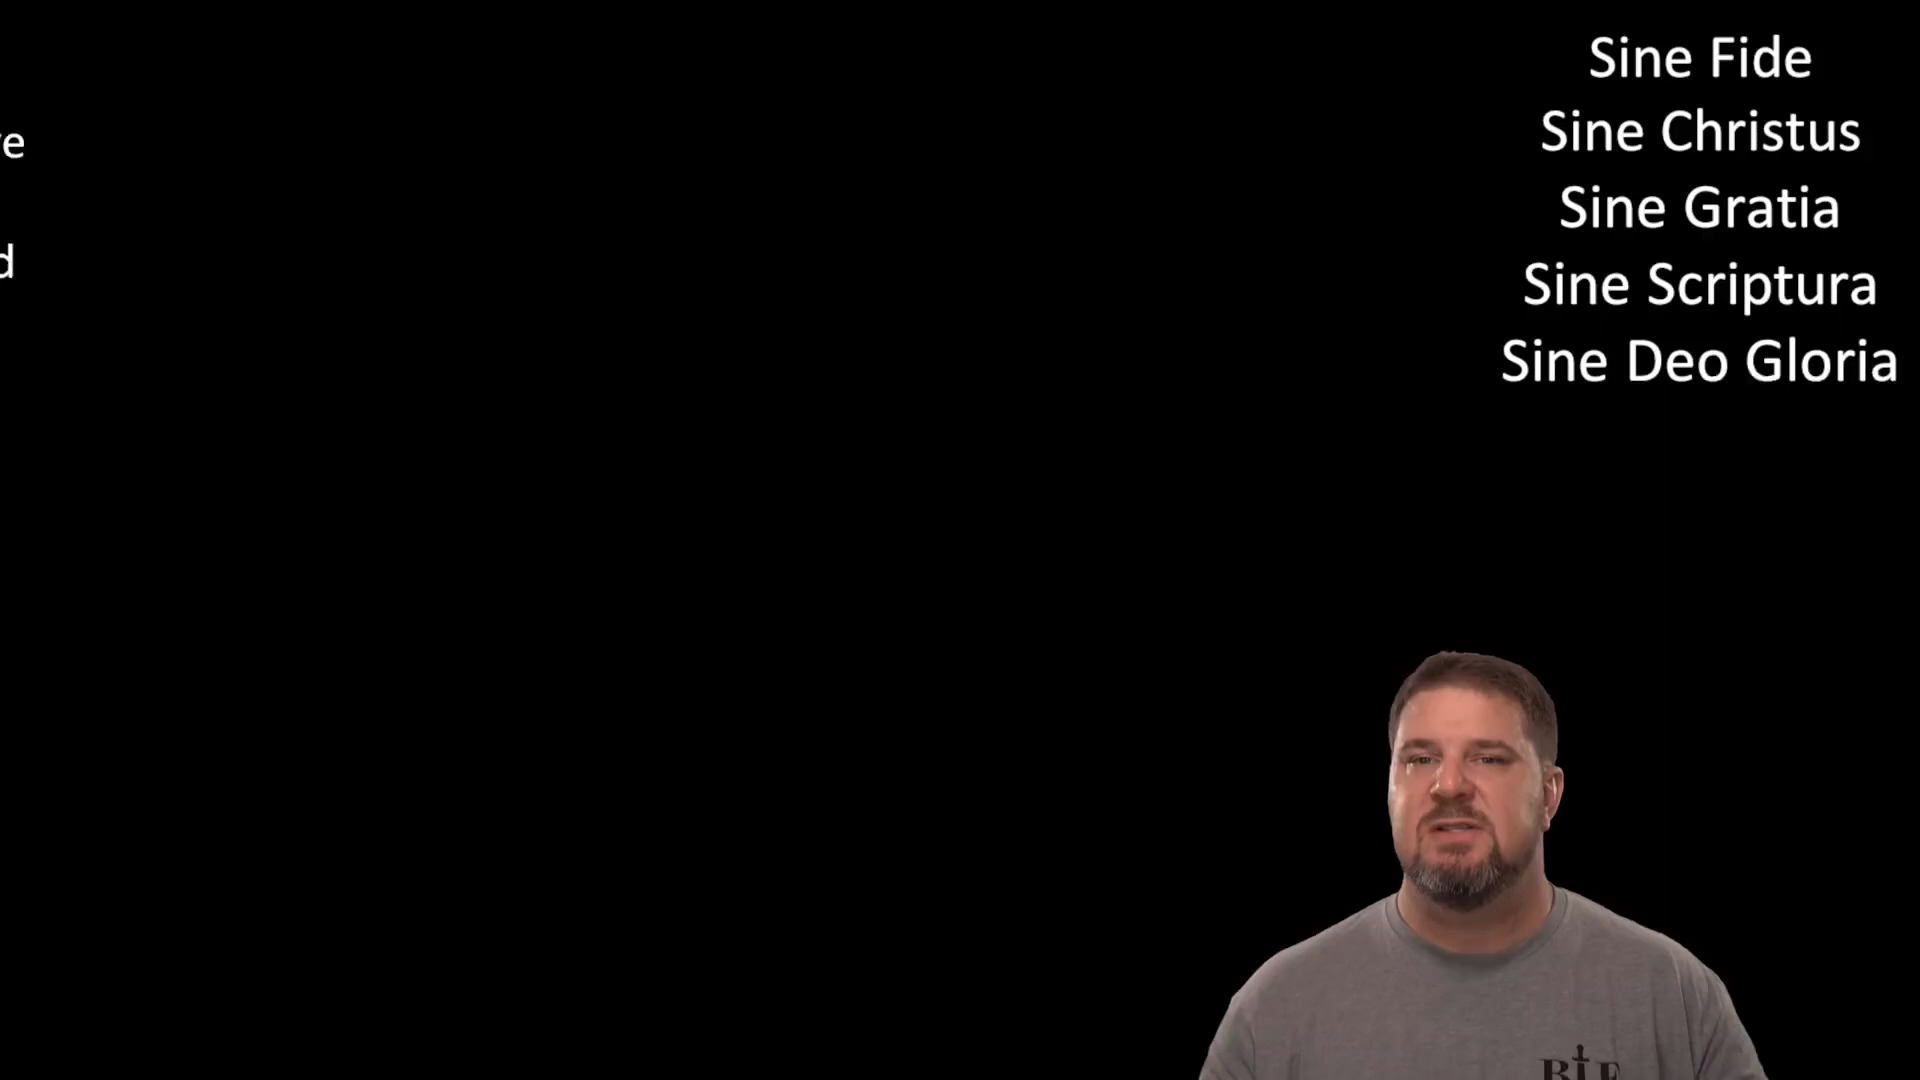 Sine Fide
Sine Christus
Sine Gratia
Sine Scriptura
Sine Deo Gloria